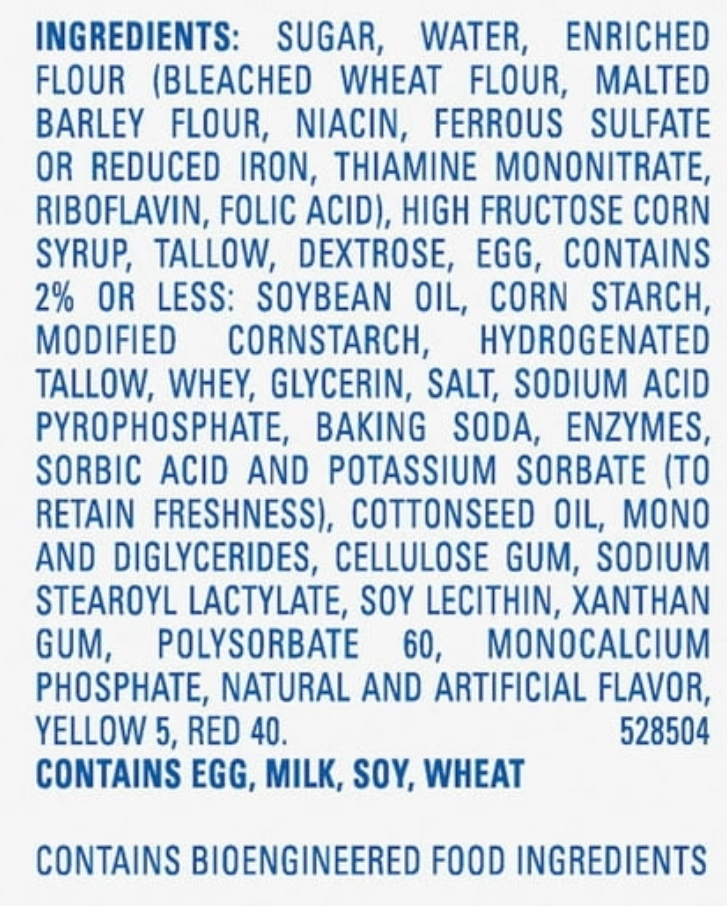 INGREDIENTS: SUGAR, WATER, ENRICHED
FLOUR (BLEACHED WHEAT FLOUR, MALTED
BARLEY FLOUR, NIACIN, FERROUS SULFATE
OR REDUCED IRON, THIAMINE MONONITRATE,
RIBOFLAVIN, FOLIC ACID), HIGH FRUCTOSE CORN
SYRUP, TALLOW, DEXTROSE, EGG, CONTAINS
2% OR LESS: SOYBEAN OIL, CORN STARCH,
MODIFIED CORNSTARCH, HYDROGENATED
TALLOW, WHEY, GLYCERIN, SALT, SODIUM ACID
PYROPHOSPHATE, BAKING SODA, ENZYMES,
SORBIC ACID AND POTASSIUM SORBATE (TO
RETAIN FRESHNESS), COTTONSEED OIL, MONO
AND DIGLYCERIDES, CELLULOSE GUM, SODIUM
STEAROYL LACTYLATE, SOY LECITHIN, XANTHAN
GUM, POLYSORBATE 60, MONOCALCIUM
PHOSPHATE, NATURAL AND ARTIFICIAL FLAVOR,
YELLOW 5, RED 40. 528504
CONTAINS EGG, MILK, SOY, WHEAT
CONTAINS BIOENGINEERED FOOD INGREDIENTS